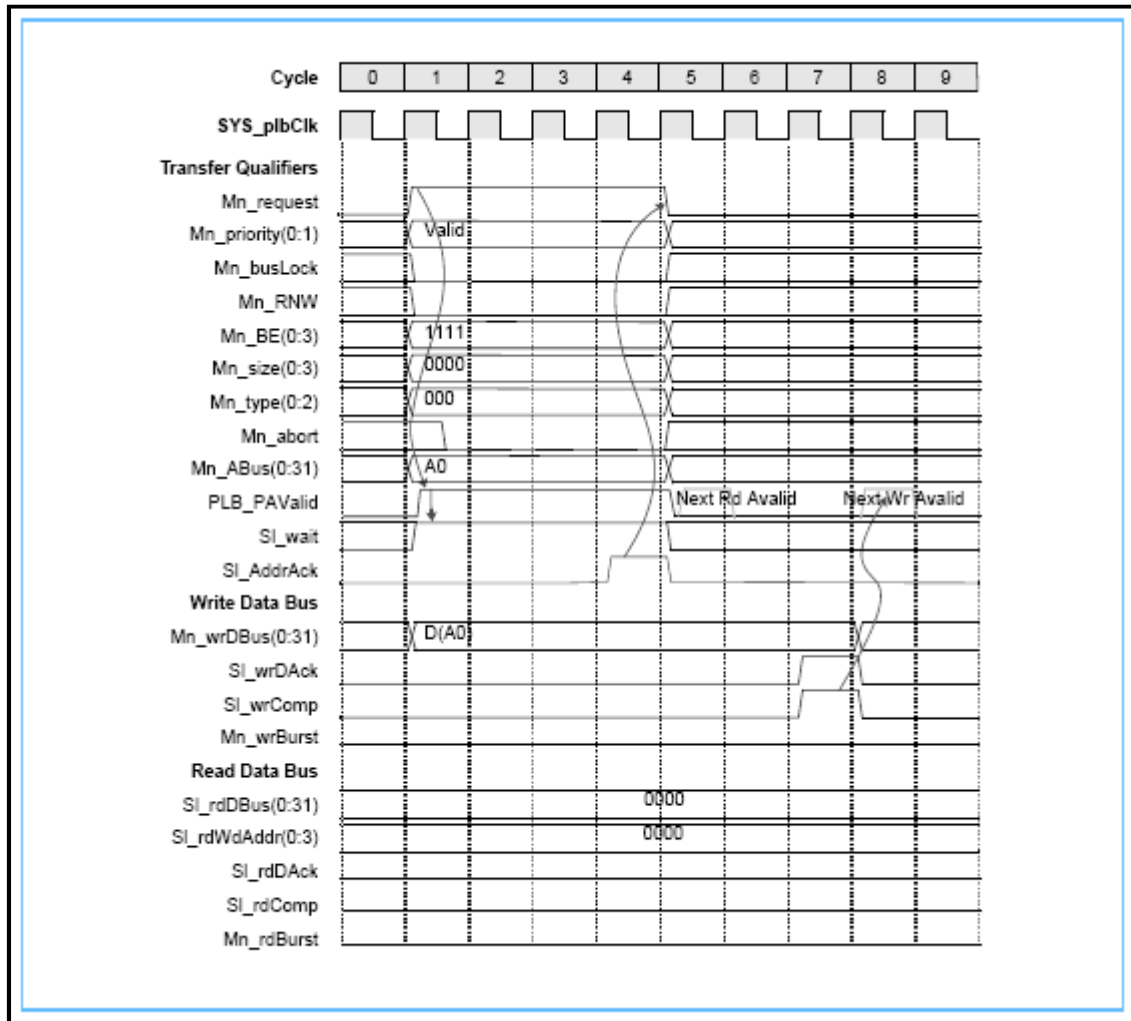 Cycle 0 1 2 3 4 5 6 7 8 9
SYS_plbClk
Transfer Qualifiers
Mn_request
Mn_priority(0:1) Valid
Mn_busLock
Mn_RNW
Mn_BE(0:3) 1111
Mn_size(0:3) 0000
Mn_type(0:2) 000
Mn_abort
Mn_ABus(0:31) A0
PLB_PAValid Next Rd Avalid Next Wr Avalid
Sl_wait
Sl_AddrAck
Write Data Bus
Mn_wrDBus(0:31) D(A0)
Sl_wrDAck
Sl_wrComp
Mn_wrBurst
Read Data Bus
Sl_rdDBus(0:31) 0000
Sl_rdWdAddr(0:3) 0000
Sl_rdDAck
Sl_rdComp
Mn_rdBurst